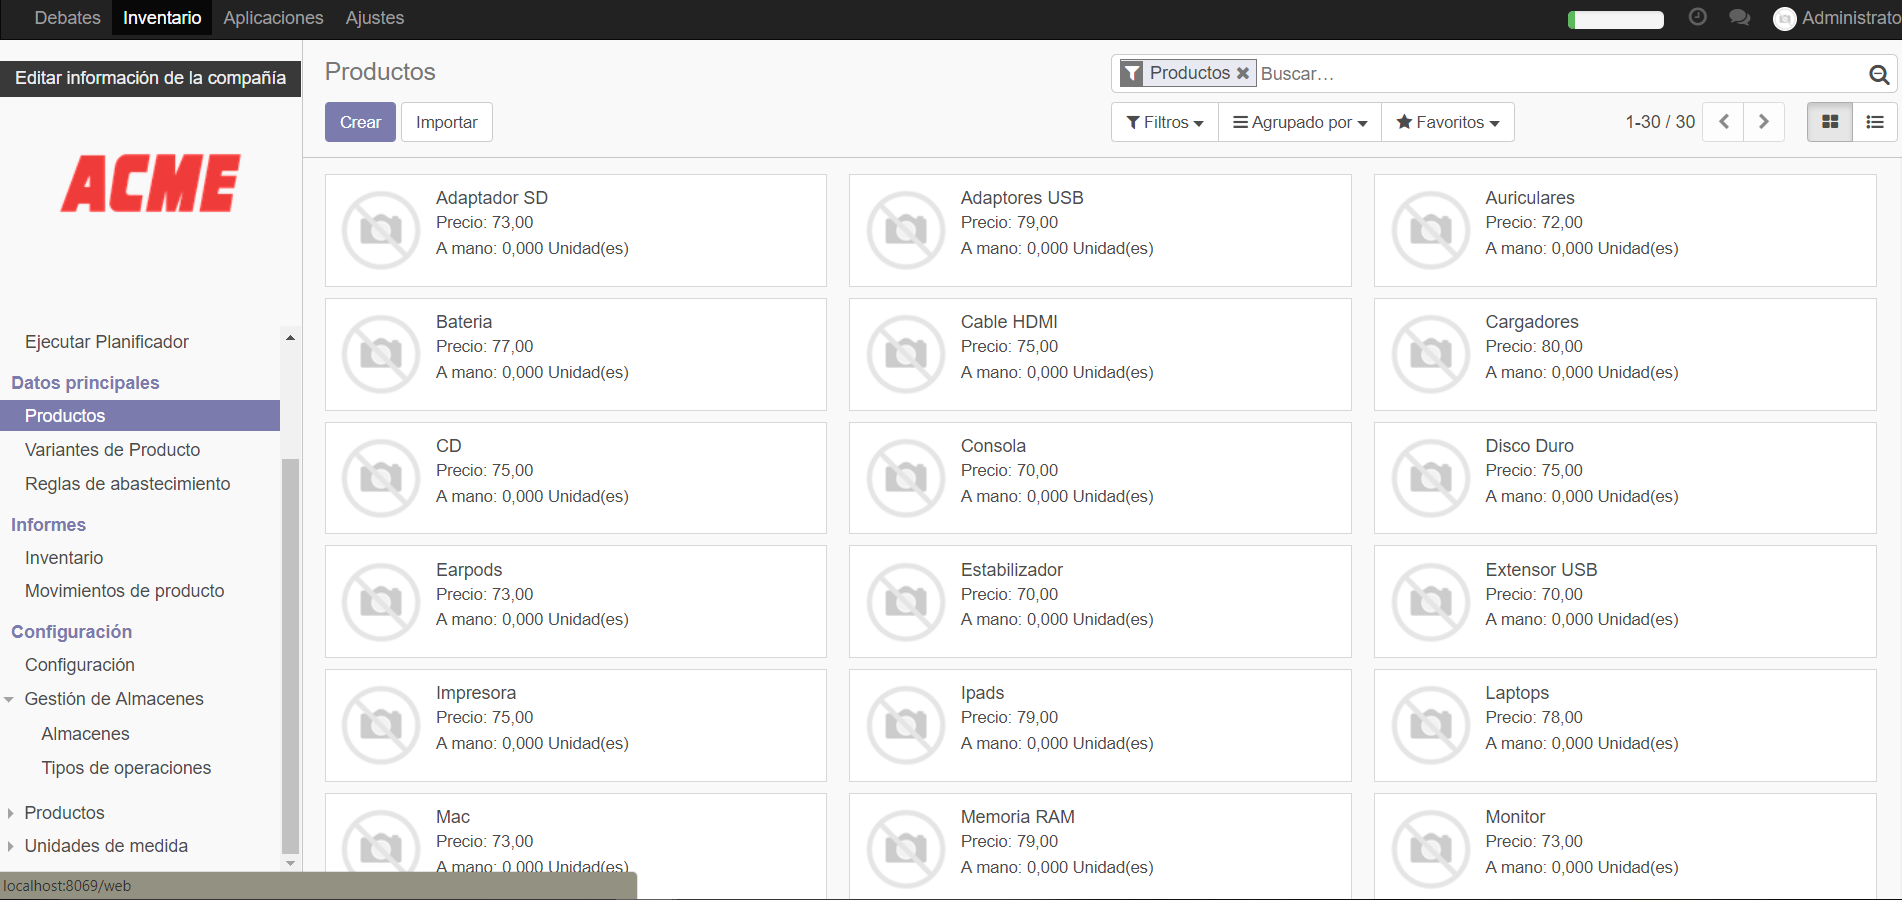 Debates Inventario Aplicaciones Ajustes Administrato
Editar información de la compañía
ACME
Ejecutar Planificador
Datos principales
Productos
Variantes de Producto
Reglas de abastecimiento
Informes
Inventario
Movimientos de producto
Configuración
Configuración
Gestión de Almacenes
Almacenes
Tipos de operaciones
Productos
Unidades de medida
localhost:8069/web
Productos
Productos Buscar…
Crear Importar
Filtros Agrupado por Favoritos 1-30 / 30
Adaptador SD
Precio: 73,00
A mano: 0,000 Unidad(es)
Adaptores USB
Precio: 79,00
A mano: 0,000 Unidad(es)
Auriculares
Precio: 72,00
A mano: 0,000 Unidad(es)
Bateria
Precio: 77,00
A mano: 0,000 Unidad(es)
Cable HDMI
Precio: 75,00
A mano: 0,000 Unidad(es)
Cargadores
Precio: 80,00
A mano: 0,000 Unidad(es)
CD
Precio: 75,00
A mano: 0,000 Unidad(es)
Consola
Precio: 70,00
A mano: 0,000 Unidad(es)
Disco Duro
Precio: 75,00
A mano: 0,000 Unidad(es)
Earpods
Precio: 73,00
A mano: 0,000 Unidad(es)
Estabilizador
Precio: 70,00
A mano: 0,000 Unidad(es)
Extensor USB
Precio: 70,00
A mano: 0,000 Unidad(es)
Impresora
Precio: 75,00
A mano: 0,000 Unidad(es)
Ipads
Precio: 79,00
A mano: 0,000 Unidad(es)
Laptops
Precio: 78,00
A mano: 0,000 Unidad(es)
Mac
Precio: 73,00
A mano: 0,000 Unidad(es)
Memoria RAM
Precio: 79,00
A mano: 0,000 Unidad(es)
Monitor
Precio: 73,00
A mano: 0,000 Unidad(es)